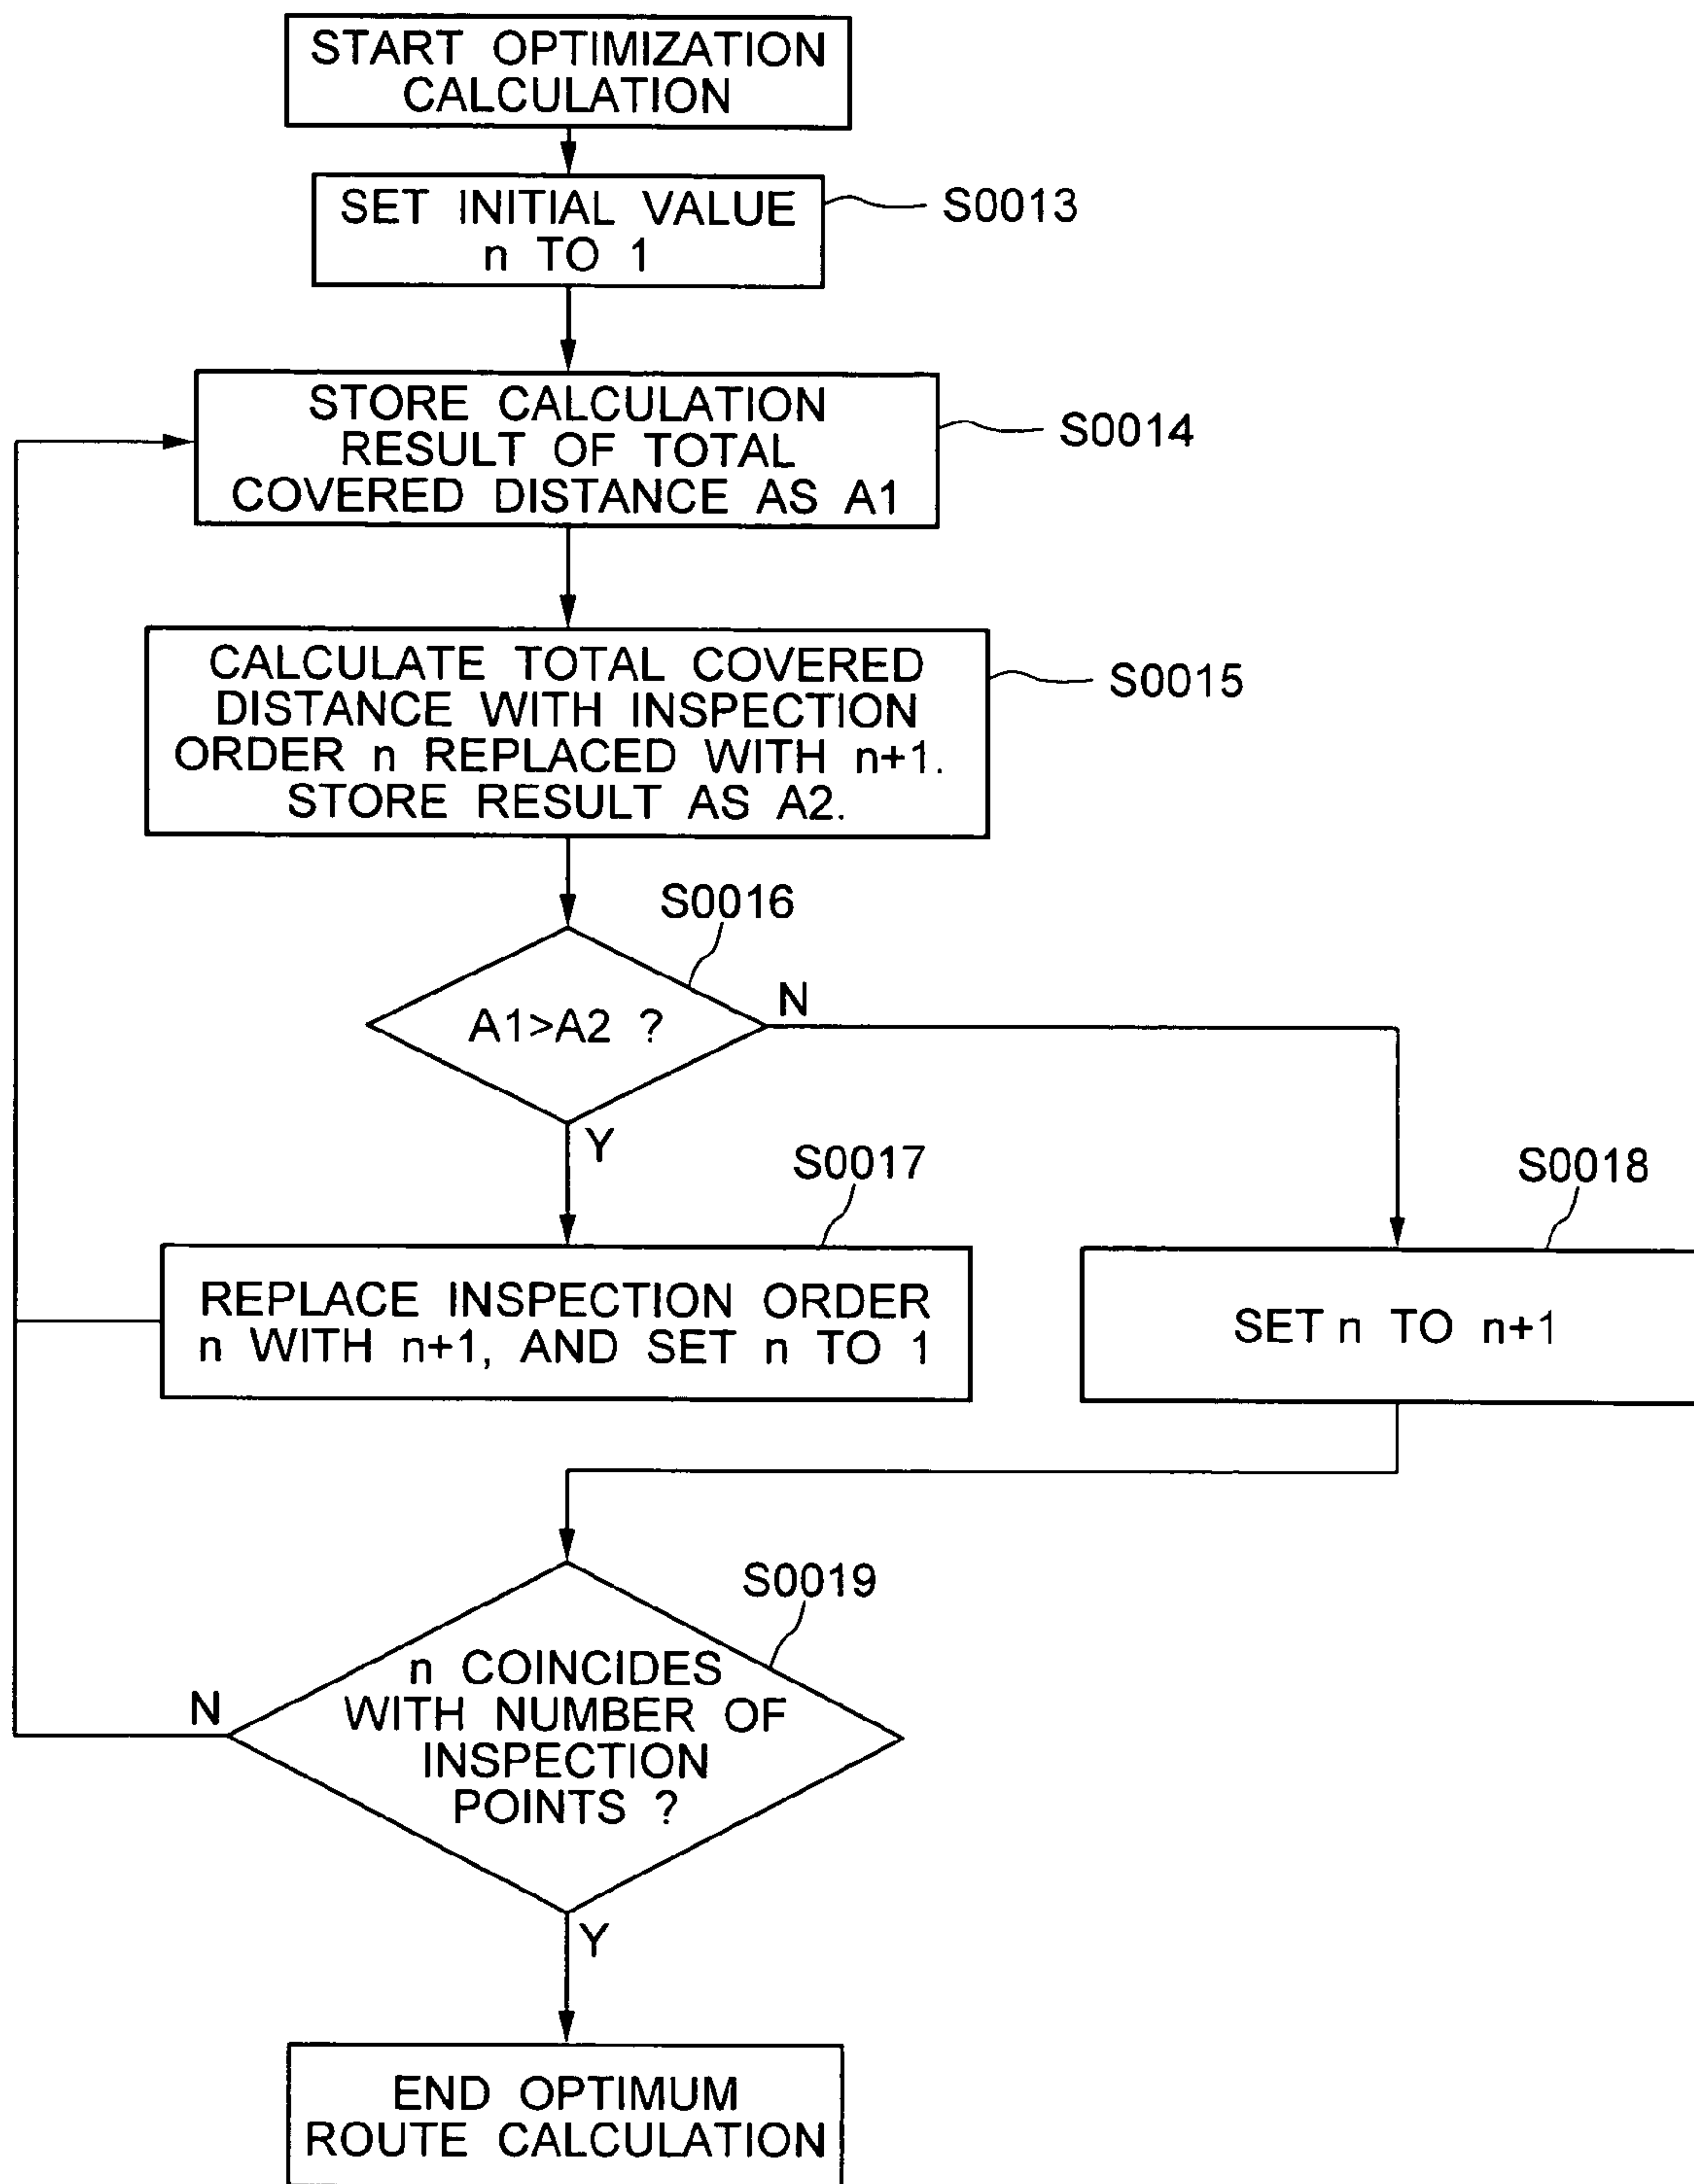 START OPTIMIZATION
CALCULATION
SET INITIAL VALUE
n TO 1
S0013
STORE CALCULATION
RESULT OF TOTAL
COVERED DISTANCE AS A1
S0014
CALCULATE TOTAL COVERED
DISTANCE WITH INSPECTION
ORDER n REPLACED WITH n+1.
STORE RESULT AS A2.
S0015
S0016
A1>A2 ?
N
Y
S0017
REPLACE INSPECTION ORDER
n WITH n+1, AND SET n TO 1
S0018
SET n TO n+1
S0019
n COINCIDES
WITH NUMBER OF
INSPECTION
POINTS ?
N
Y
END OPTIMUM
ROUTE CALCULATION